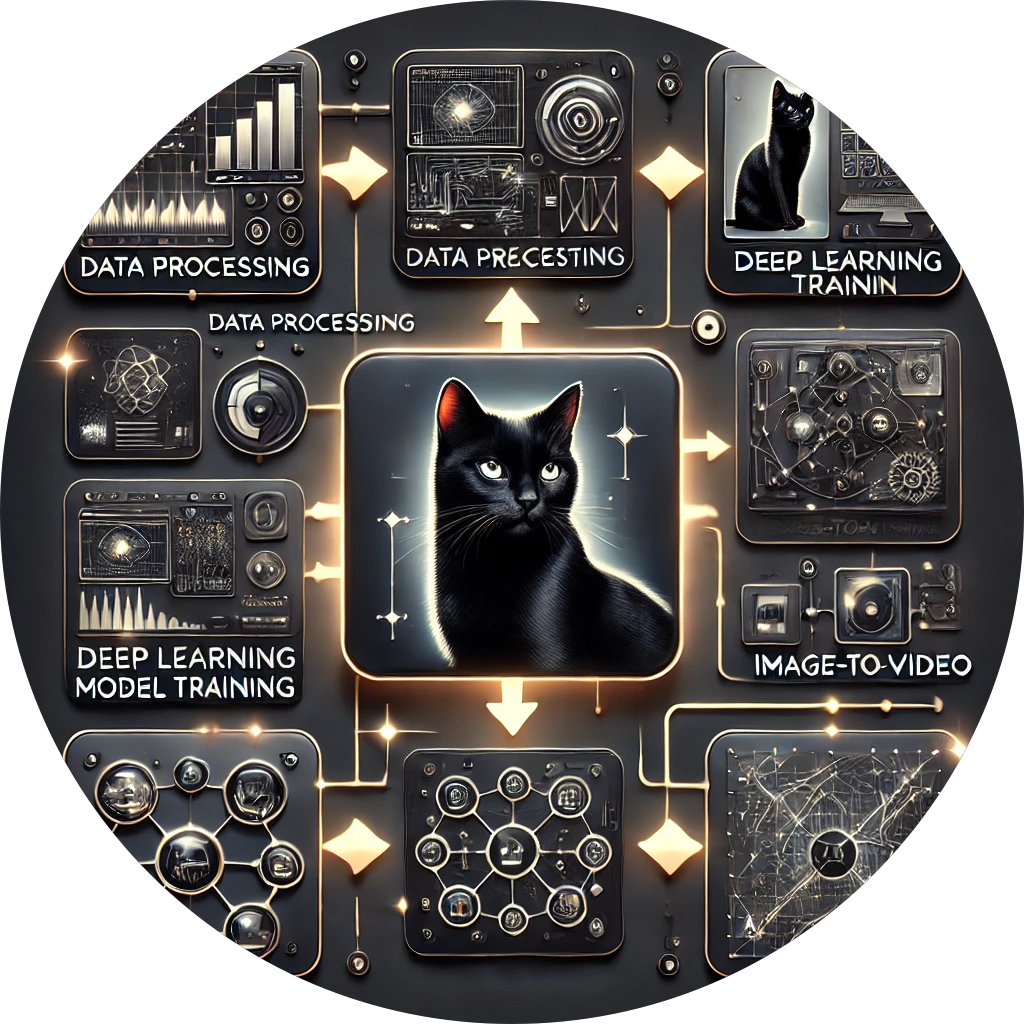 DATA PROCESSING
DATA PRECESTING
DEEP LEARNING
TRAININ
DATA PROCESSING
DEEP LEARNING
MODEL TRAINING
IMAGE-TO-VIDEO